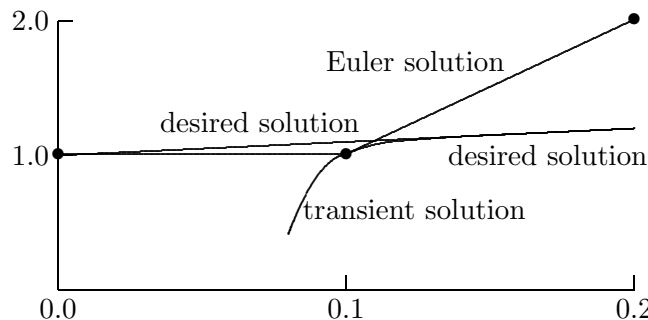 2.0
Euler solution
desired solution
1.0
desired solution
transient solution
0.0 0.1 0.2